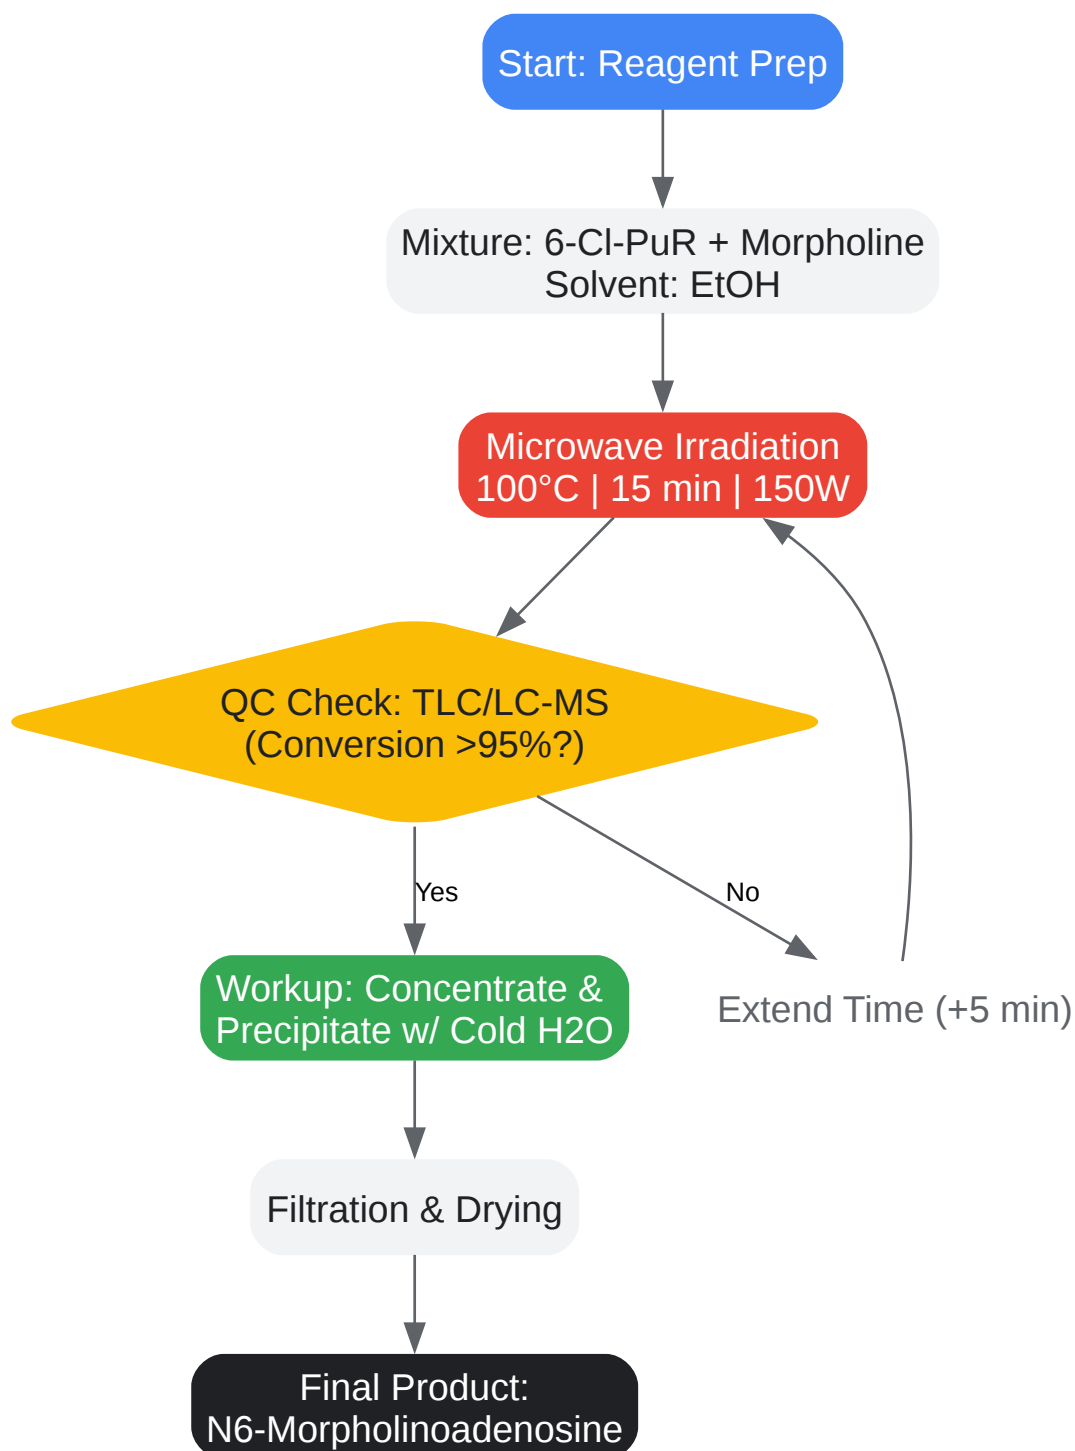 Start: Reagent Prep
Mixture: 6-Cl-PuR + Morpholine
Solvent: EtOH
Microwave Irradiation
100°C | 15 min | 150W
QC Check: TLC/LC-MS
(Conversion >95%?)
Yes
No
Workup: Concentrate &
Precipitate w/ Cold H2O
Extend Time (+5 min)
Filtration & Drying
Final Product:
N6-Morpholinoadenosine